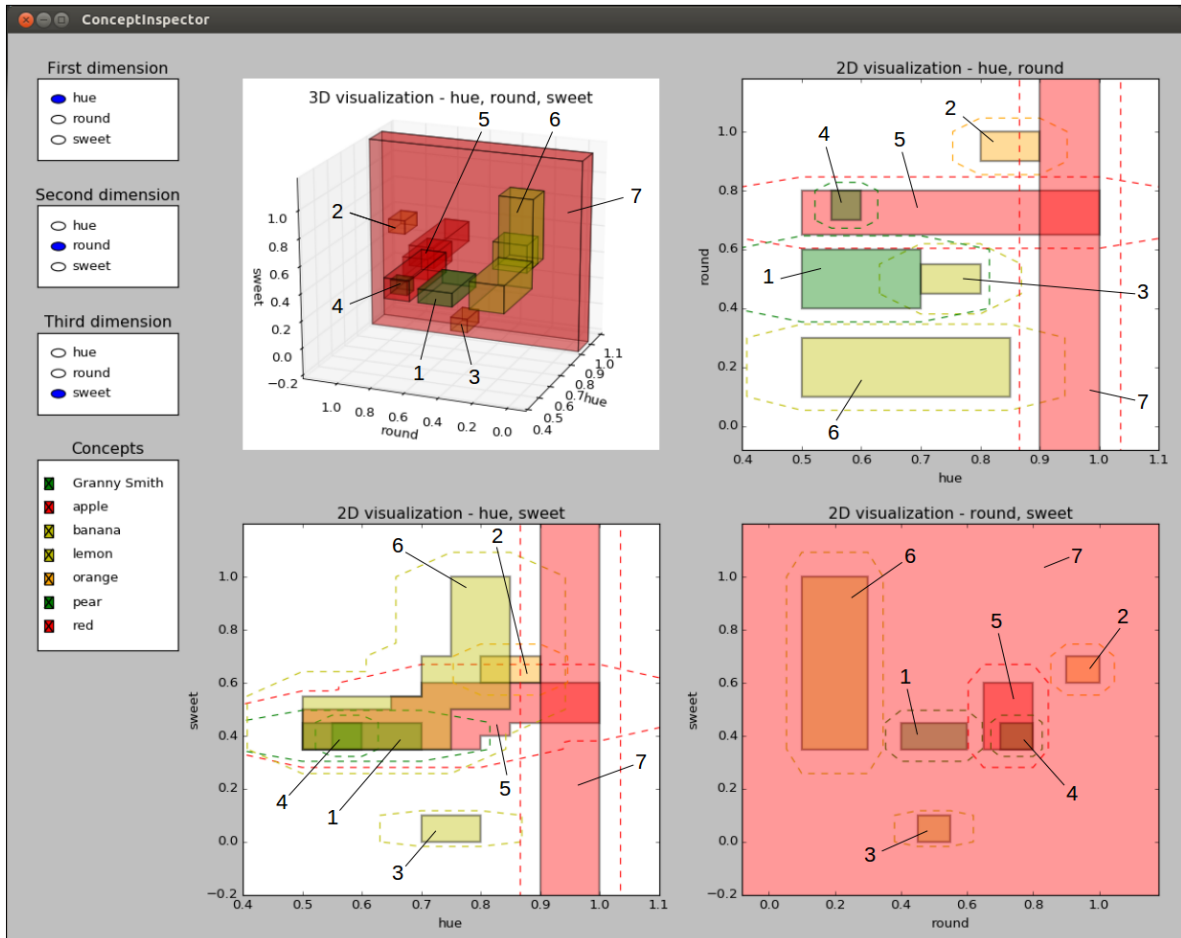 ConceptInspector
First dimension
hue
round
sweet
Second dimension
hue
round
sweet
Third dimension
hue
round
sweet
Concepts
Granny Smith
apple
banana
lemon
orange
pear
red
3D visualization - hue, round, sweet
5
6
2
7
4
1
3
1.0
0.8
0.6
0.4
0.2
0.0
−0.2
sweet
1.0
0.8
0.6
0.4
0.2
0.0
round
0.4
0.5
0.6
0.7
0.8
0.9
1.0
1.1
hue
2D visualization - hue, round
2
4
5
1
3
6
7
1.0
0.8
0.6
0.4
0.2
0.0
round
0.4 0.5 0.6 0.7 0.8 0.9 1.0 1.1
hue
2D visualization - hue, sweet
6
2
7
5
4
1
3
1.0
0.8
0.6
0.4
0.2
0.0
−0.2
sweet
0.4 0.5 0.6 0.7 0.8 0.9 1.0 1.1
hue
2D visualization - round, sweet
6
7
5
2
1
4
3
1.0
0.8
0.6
0.4
0.2
0.0
−0.2
sweet
0.0 0.2 0.4 0.6 0.8 1.0
round